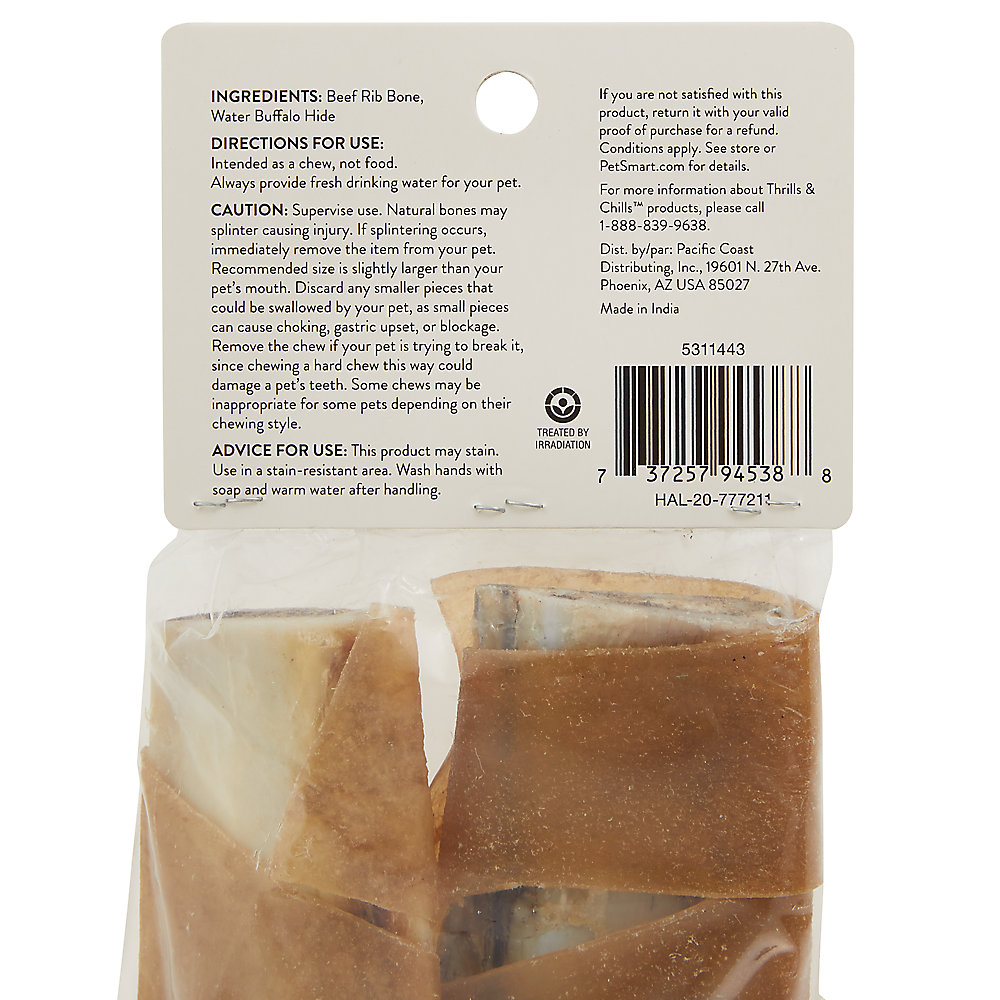 INGREDIENTS: Beef Rib Bone,
Water Buffalo Hide
DIRECTIONS FOR USE:
Intended as a chew, not food.
Always provide fresh drinking water for your pet.
CAUTION: Supervise use. Natural bones may
splinter causing injury. If splintering occurs,
immediately remove the item from your pet.
Recommended size is slightly larger than your
pet's mouth. Discard any smaller pieces that
could be swallowed by your pet, as small pieces
can cause choking, gastric upset, or blockage.
Remove the chew if your pet is trying to break it,
since chewing a hard chew this way could
damage a pet's teeth. Some chews may be
inappropriate for some pets depending on their
chewing style.
ADVICE FOR USE: This product may stain.
Use in a stain-resistant area. Wash hands with
soap and warm water after handling.
If you are not satisfied with this
product, return it with your valid
proof of purchase for a refund.
Conditions apply. See store or
PetSmart.com for details.
For more information about Thrills &
Chills™ products, please call
1-888-839-9638.
Dist. by/par: Pacific Coast
Distributing, Inc., 19601 N. 27th Ave.
Phoenix, AZ USA 85027
Made in India
5311443
TREATED BY
IRRADIATION
7 37257 94538 8
HAL-20-777211